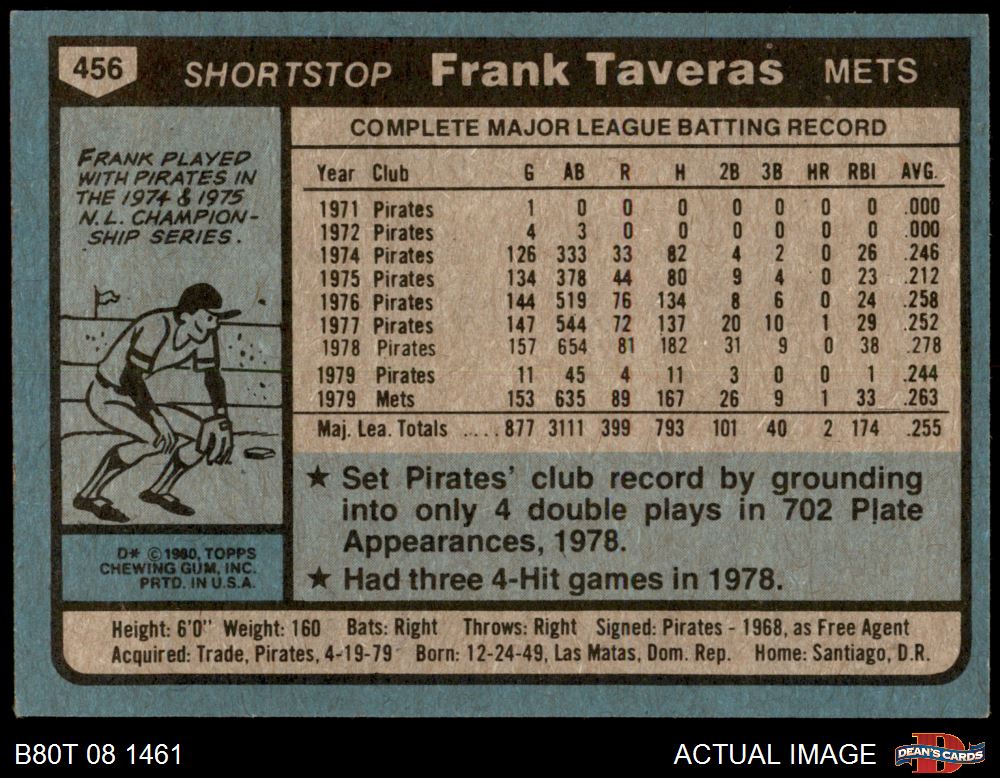 456 SHORTSTOP Frank Taveras METS
FRANK PLAYED
WITH PIRATES IN
THE 1974 & 1975
N.L. CHAMPION-
SHIP SERIES.
D* © 1980, TOPPS
CHEWING GUM, INC.
PRTD. IN U.S.A.
COMPLETE MAJOR LEAGUE BATTING RECORD
Year Club G AB R H 2B 3B HR RBI AVG.
1971 Pirates 1 0 0 0 0 0 0 0 .000
1972 Pirates 4 3 0 0 0 0 0 0 .000
1974 Pirates 126 333 33 82 4 2 0 26 .246
1975 Pirates 134 378 44 80 9 4 0 23 .212
1976 Pirates 144 519 76 134 8 6 0 24 .258
1977 Pirates 147 544 72 137 20 10 1 29 .252
1978 Pirates 157 654 81 182 31 9 0 38 .278
1979 Pirates 11 45 4 11 3 0 0 1 .244
1979 Mets 153 635 89 167 26 9 1 33 .263
Maj. Lea. Totals ..... 877 3111 399 793 101 40 2 174 .255
★ Set Pirates' club record by grounding
into only 4 double plays in 702 Plate
Appearances, 1978.
★ Had three 4-Hit games in 1978.
Height: 6'0" Weight: 160 Bats: Right Throws: Right Signed: Pirates - 1968, as Free Agent
Acquired: Trade, Pirates, 4-19-79 Born: 12-24-49, Las Matas, Dom. Rep. Home: Santiago, D.R.
B80T 08 1461 ACTUAL IMAGE DEAN'S CARDS